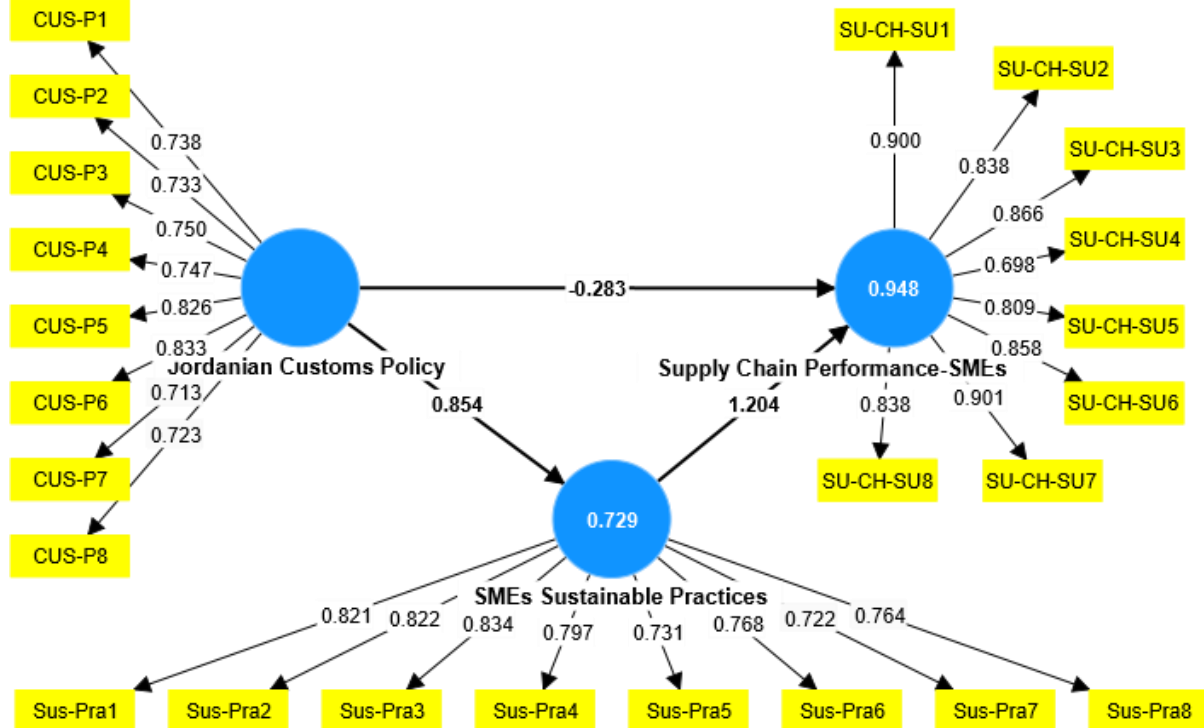 CUS-P1
CUS-P2
CUS-P3
CUS-P4
CUS-P5
CUS-P6
CUS-P7
CUS-P8
0.738
0.733
0.750
0.747
0.826
0.833
0.713
0.723
Jordanian Customs Policy
-0.283
0.854
1.204
SU-CH-SU1
SU-CH-SU2
SU-CH-SU3
SU-CH-SU4
SU-CH-SU5
SU-CH-SU6
SU-CH-SU7
SU-CH-SU8
0.900
0.838
0.866
0.698
0.809
0.858
0.901
0.838
0.948
Supply Chain Performance-SMEs
0.729
SMEs Sustainable Practices
0.821
0.822
0.834
0.797
0.731
0.768
0.722
0.764
Sus-Pra1
Sus-Pra2
Sus-Pra3
Sus-Pra4
Sus-Pra5
Sus-Pra6
Sus-Pra7
Sus-Pra8